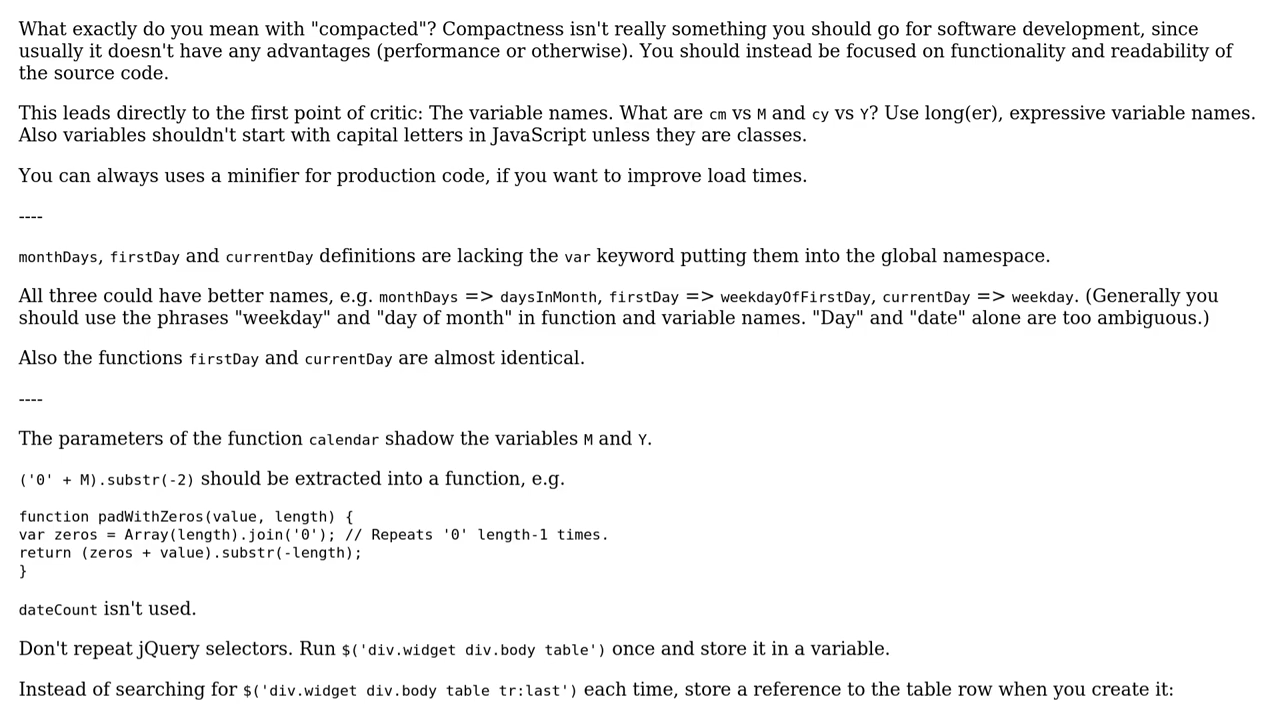 What exactly do you mean with "compacted"? Compactness isn't really something you should go for software development, since
usually it doesn't have any advantages (performance or otherwise). You should instead be focused on functionality and readability of
the source code.
This leads directly to the first point of critic: The variable names. What are cm vs M and cy vs Y? Use long(er), expressive variable names.
Also variables shouldn't start with capital letters in JavaScript unless they are classes.
You can always uses a minifier for production code, if you want to improve load times.
----
monthDays, firstDay and currentDay definitions are lacking the var keyword putting them into the global namespace.
All three could have better names, e.g. monthDays => daysInMonth, firstDay => weekdayOfFirstDay, currentDay => weekday. (Generally you
should use the phrases "weekday" and "day of month" in function and variable names. "Day" and "date" alone are too ambiguous.)
Also the functions firstDay and currentDay are almost identical.
----
The parameters of the function calendar shadow the variables M and Y.
('0' + M).substr(-2) should be extracted into a function, e.g.
function padWithZeros(value, length) {
var zeros = Array(length).join('0'); // Repeats '0' length-1 times.
return (zeros + value).substr(-length);
}
dateCount isn't used.
Don't repeat jQuery selectors. Run $('div.widget div.body table') once and store it in a variable.
Instead of searching for $('div.widget div.body table tr:last') each time, store a reference to the table row when you create it: